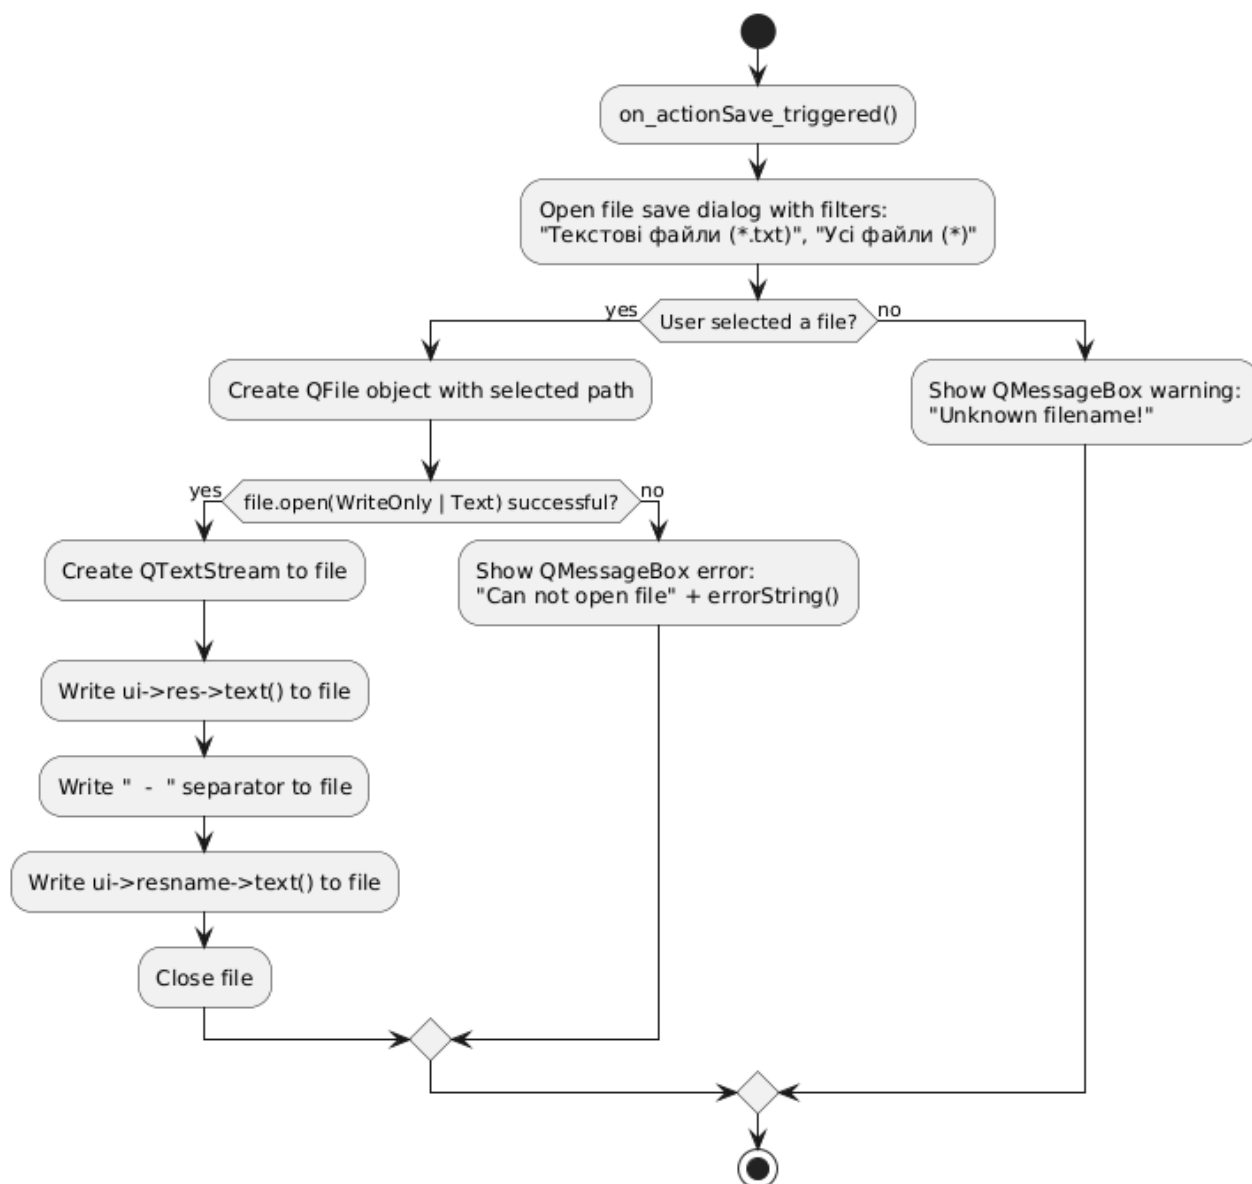 on_actionSave_triggered()
Open file save dialog with filters:
"Текстові файли (*.txt)", "Усі файли (*)"
yes
User selected a file?
no
Create QFile object with selected path
Show QMessageBox warning:
"Unknown filename!"
yes
file.open(WriteOnly | Text) successful?
no
Create QTextStream to file
Show QMessageBox error:
"Can not open file" + errorString()
Write ui->res->text() to file
Write "  -  " separator to file
Write ui->resname->text() to file
Close file